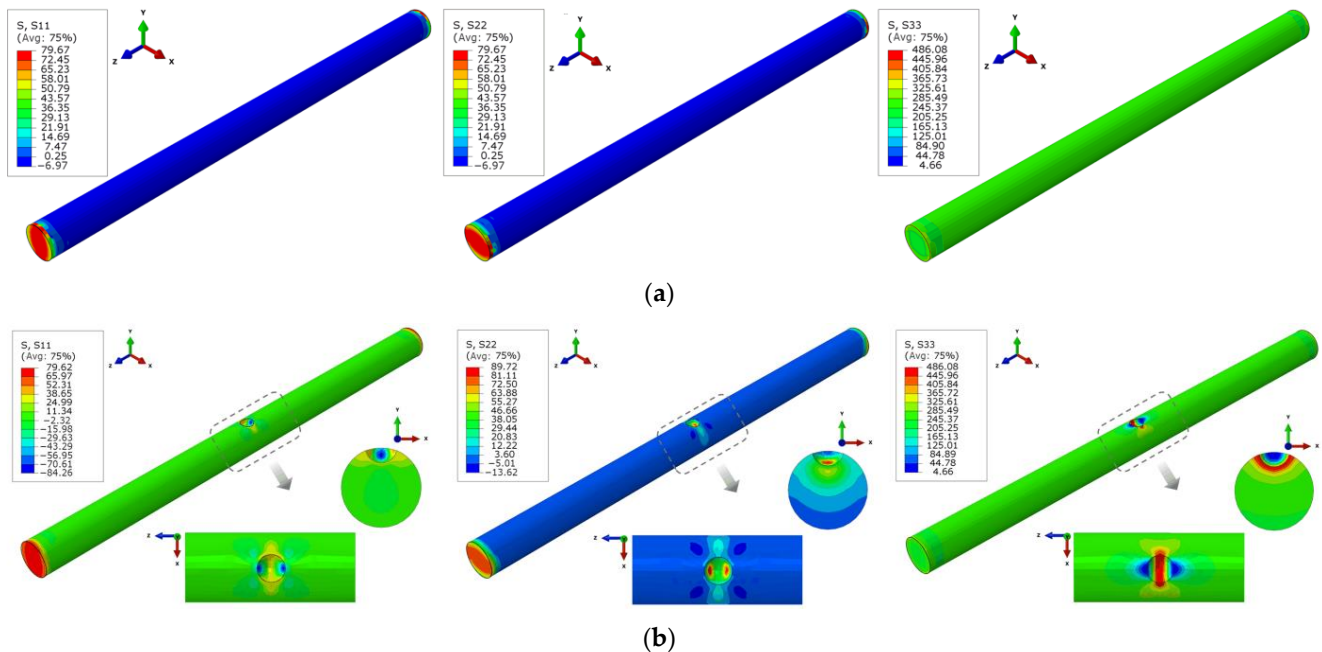 S, S11
(Avg: 75%)
79.67
72.45
65.23
58.01
50.79
43.57
36.35
29.13
21.91
14.69
7.47
0.25
−6.97
Y
Z
X
S, S22
(Avg: 75%)
79.67
72.45
65.23
58.01
50.79
43.57
36.35
29.13
21.91
14.69
7.47
0.25
−6.97
Y
Z
X
S, S33
(Avg: 75%)
486.08
445.96
405.84
365.73
325.61
285.49
245.37
205.25
165.13
125.01
84.90
44.78
4.66
Y
Z
X
(a)
S, S11
(Avg: 75%)
79.62
65.97
52.31
38.65
24.99
11.34
−2.32
−15.98
−29.63
−43.29
−56.95
−70.61
−84.26
Y
Z
X
Y
X
Z
X
S, S22
(Avg: 75%)
89.72
81.11
72.50
63.88
55.27
46.66
38.05
29.44
20.83
12.22
3.60
−5.01
−13.62
Y
Z
X
Y
X
Z
X
S, S33
(Avg: 75%)
486.08
445.96
405.84
365.72
325.61
285.49
245.37
205.25
165.13
125.01
84.89
44.78
4.66
Y
Z
X
Y
X
Z
X
(b)